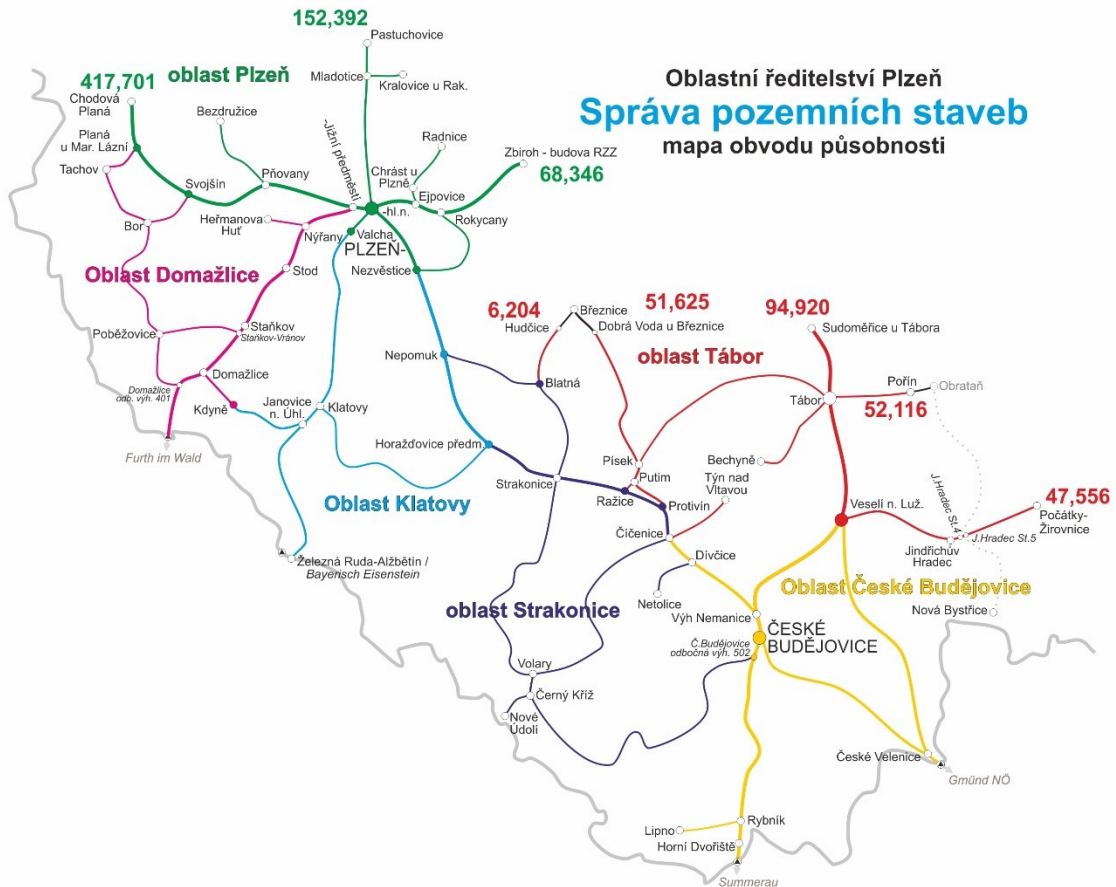 Oblastní ředitelství Plzeň
Správa pozemních staveb
mapa obvodu působnosti
152,392
Pastuchovice
oblast Plzeň
417,701
Mladotice
Kralovice u Rak.
Chodová
Planá
Bezdružice
Radnice
Planá
u Mar. Lázní
Zbiroh - budova RZZ
68,346
-Jižní předměstí
Tachov
Pňovany
Chrást u
Plzně
Svojšín
Ejpovice
-hl.n.
Rokycany
Heřmanova
Huť
Bor
Nýřany
Valcha
PLZEŇ-
Oblast Domažlice
Stod
Nezvěstice
6,204
Březnice
51,625
94,920
Hudčice
Dobrá Voda u Březnice
Sudoměřice u Tábora
Staňkov
Staňkov-Vránov
Poběžovice
oblast Tábor
Nepomuk
Domažlice
Domažlice
odb. výh. 401
Blatná
Pořín
Obrataň
Kdyně
Janovice
n. Úhl.
Klatovy
Tábor
52,116
Furth im Wald
Horažďovice předm.
Písek
Bechyně
Putim
Týn nad
Vltavou
Strakonice
Ražice
Protivín
Oblast Klatovy
Veselí n. Luž.
J.Hradec St.4
47,556
Počátky-
Žirovnice
Číčenice
J.Hradec St.5
Jindřichův
Hradec
Železná Ruda-Alžbětín /
Bayerisch Eisenstein
Dívčice
Oblast České Budějovice
Netolice
oblast Strakonice
Výh Nemanice
Nová Bystřice
ČESKÉ
BUDĚJOVICE
Č.Budějovice
odbočná výh. 502
Volary
Černý Kříž
Nové
Údolí
České Velenice
Gmünd NÖ
Lipno
Rybník
Horní Dvořiště
Summerau